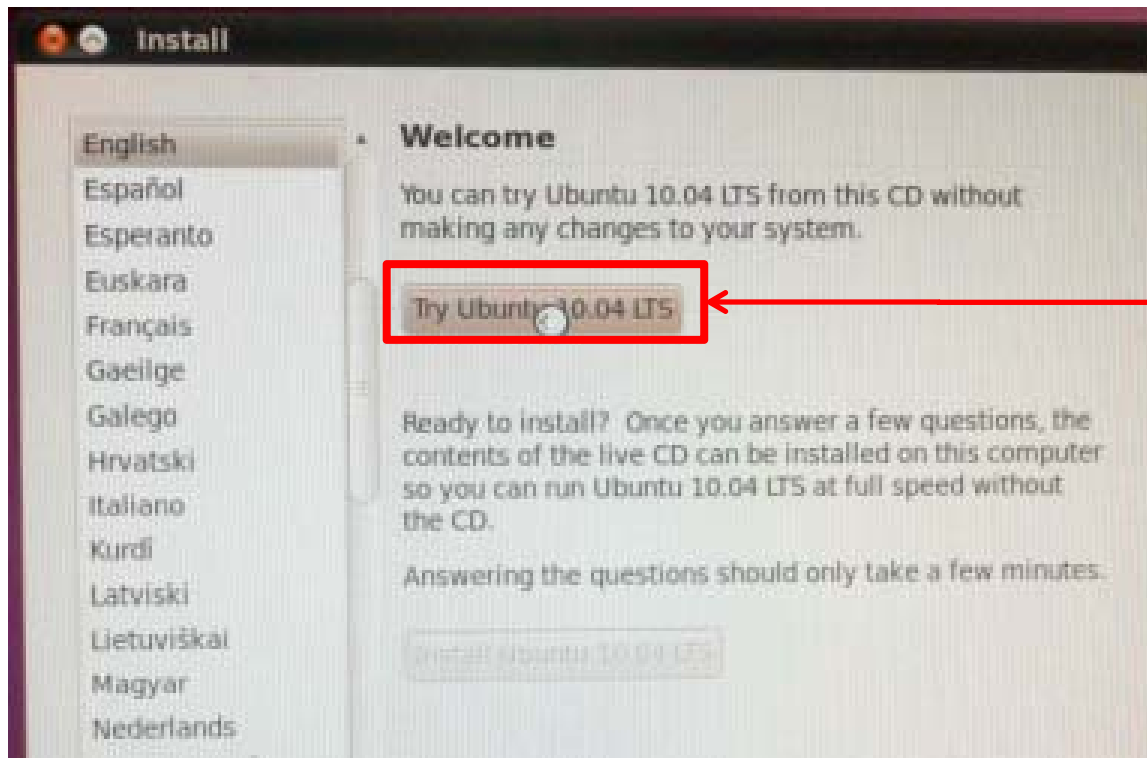 Install
English
Español
Esperanto
Euskara
Français
Gaeilge
Galego
Hrvatski
Italiano
Kurdî
Latviski
Lietuviškai
Magyar
Nederlands
Welcome
You can try Ubuntu 10.04 LTS from this CD without
making any changes to your system.
Try Ubuntu 10.04 LTS
Ready to install? Once you answer a few questions, the
contents of the live CD can be installed on this computer
so you can run Ubuntu 10.04 LTS at full speed without
the CD.
Answering the questions should only take a few minutes.
Install Ubuntu 10.04 LTS